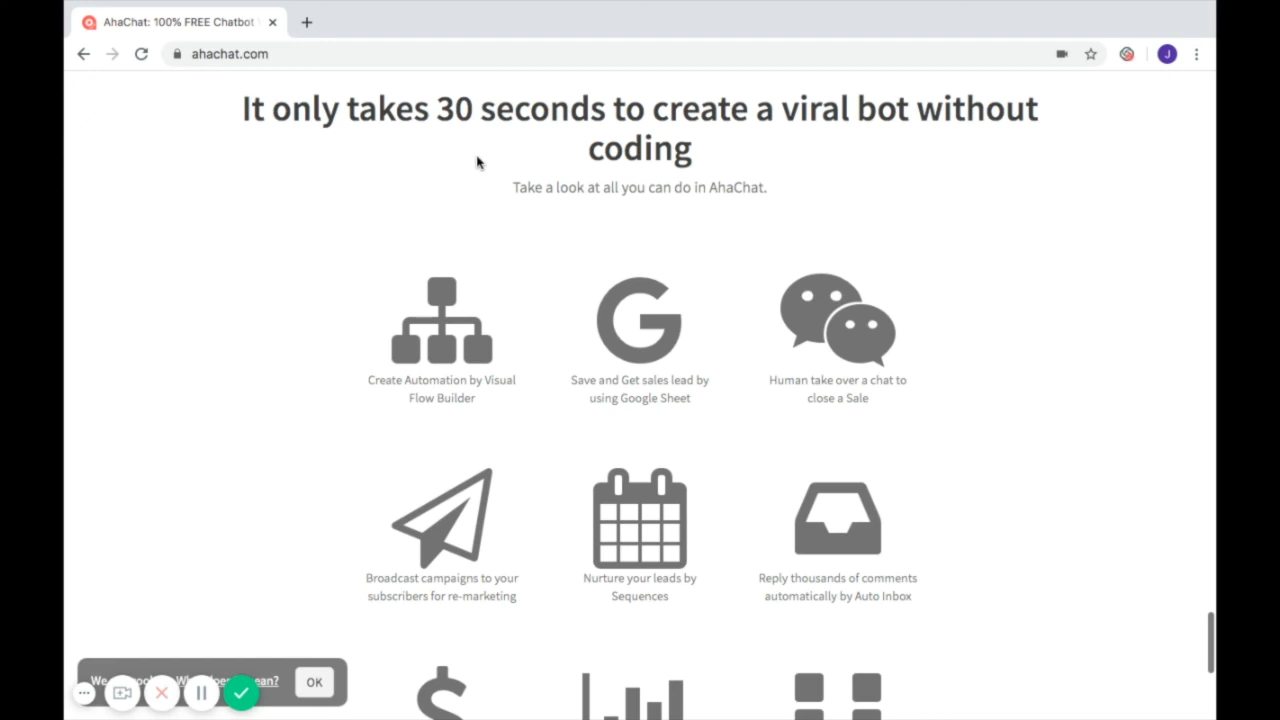 AhaChat: 100% FREE Chatbot
ahachat.com
J
It only takes 30 seconds to create a viral bot without
coding
Take a look at all you can do in AhaChat.
Create Automation by Visual
Flow Builder
Save and Get sales lead by
using Google Sheet
Human take over a chat to
close a Sale
Broadcast campaigns to your
subscribers for re-marketing
Nurture your leads by
Sequences
Reply thousands of comments
automatically by Auto Inbox
We
OK